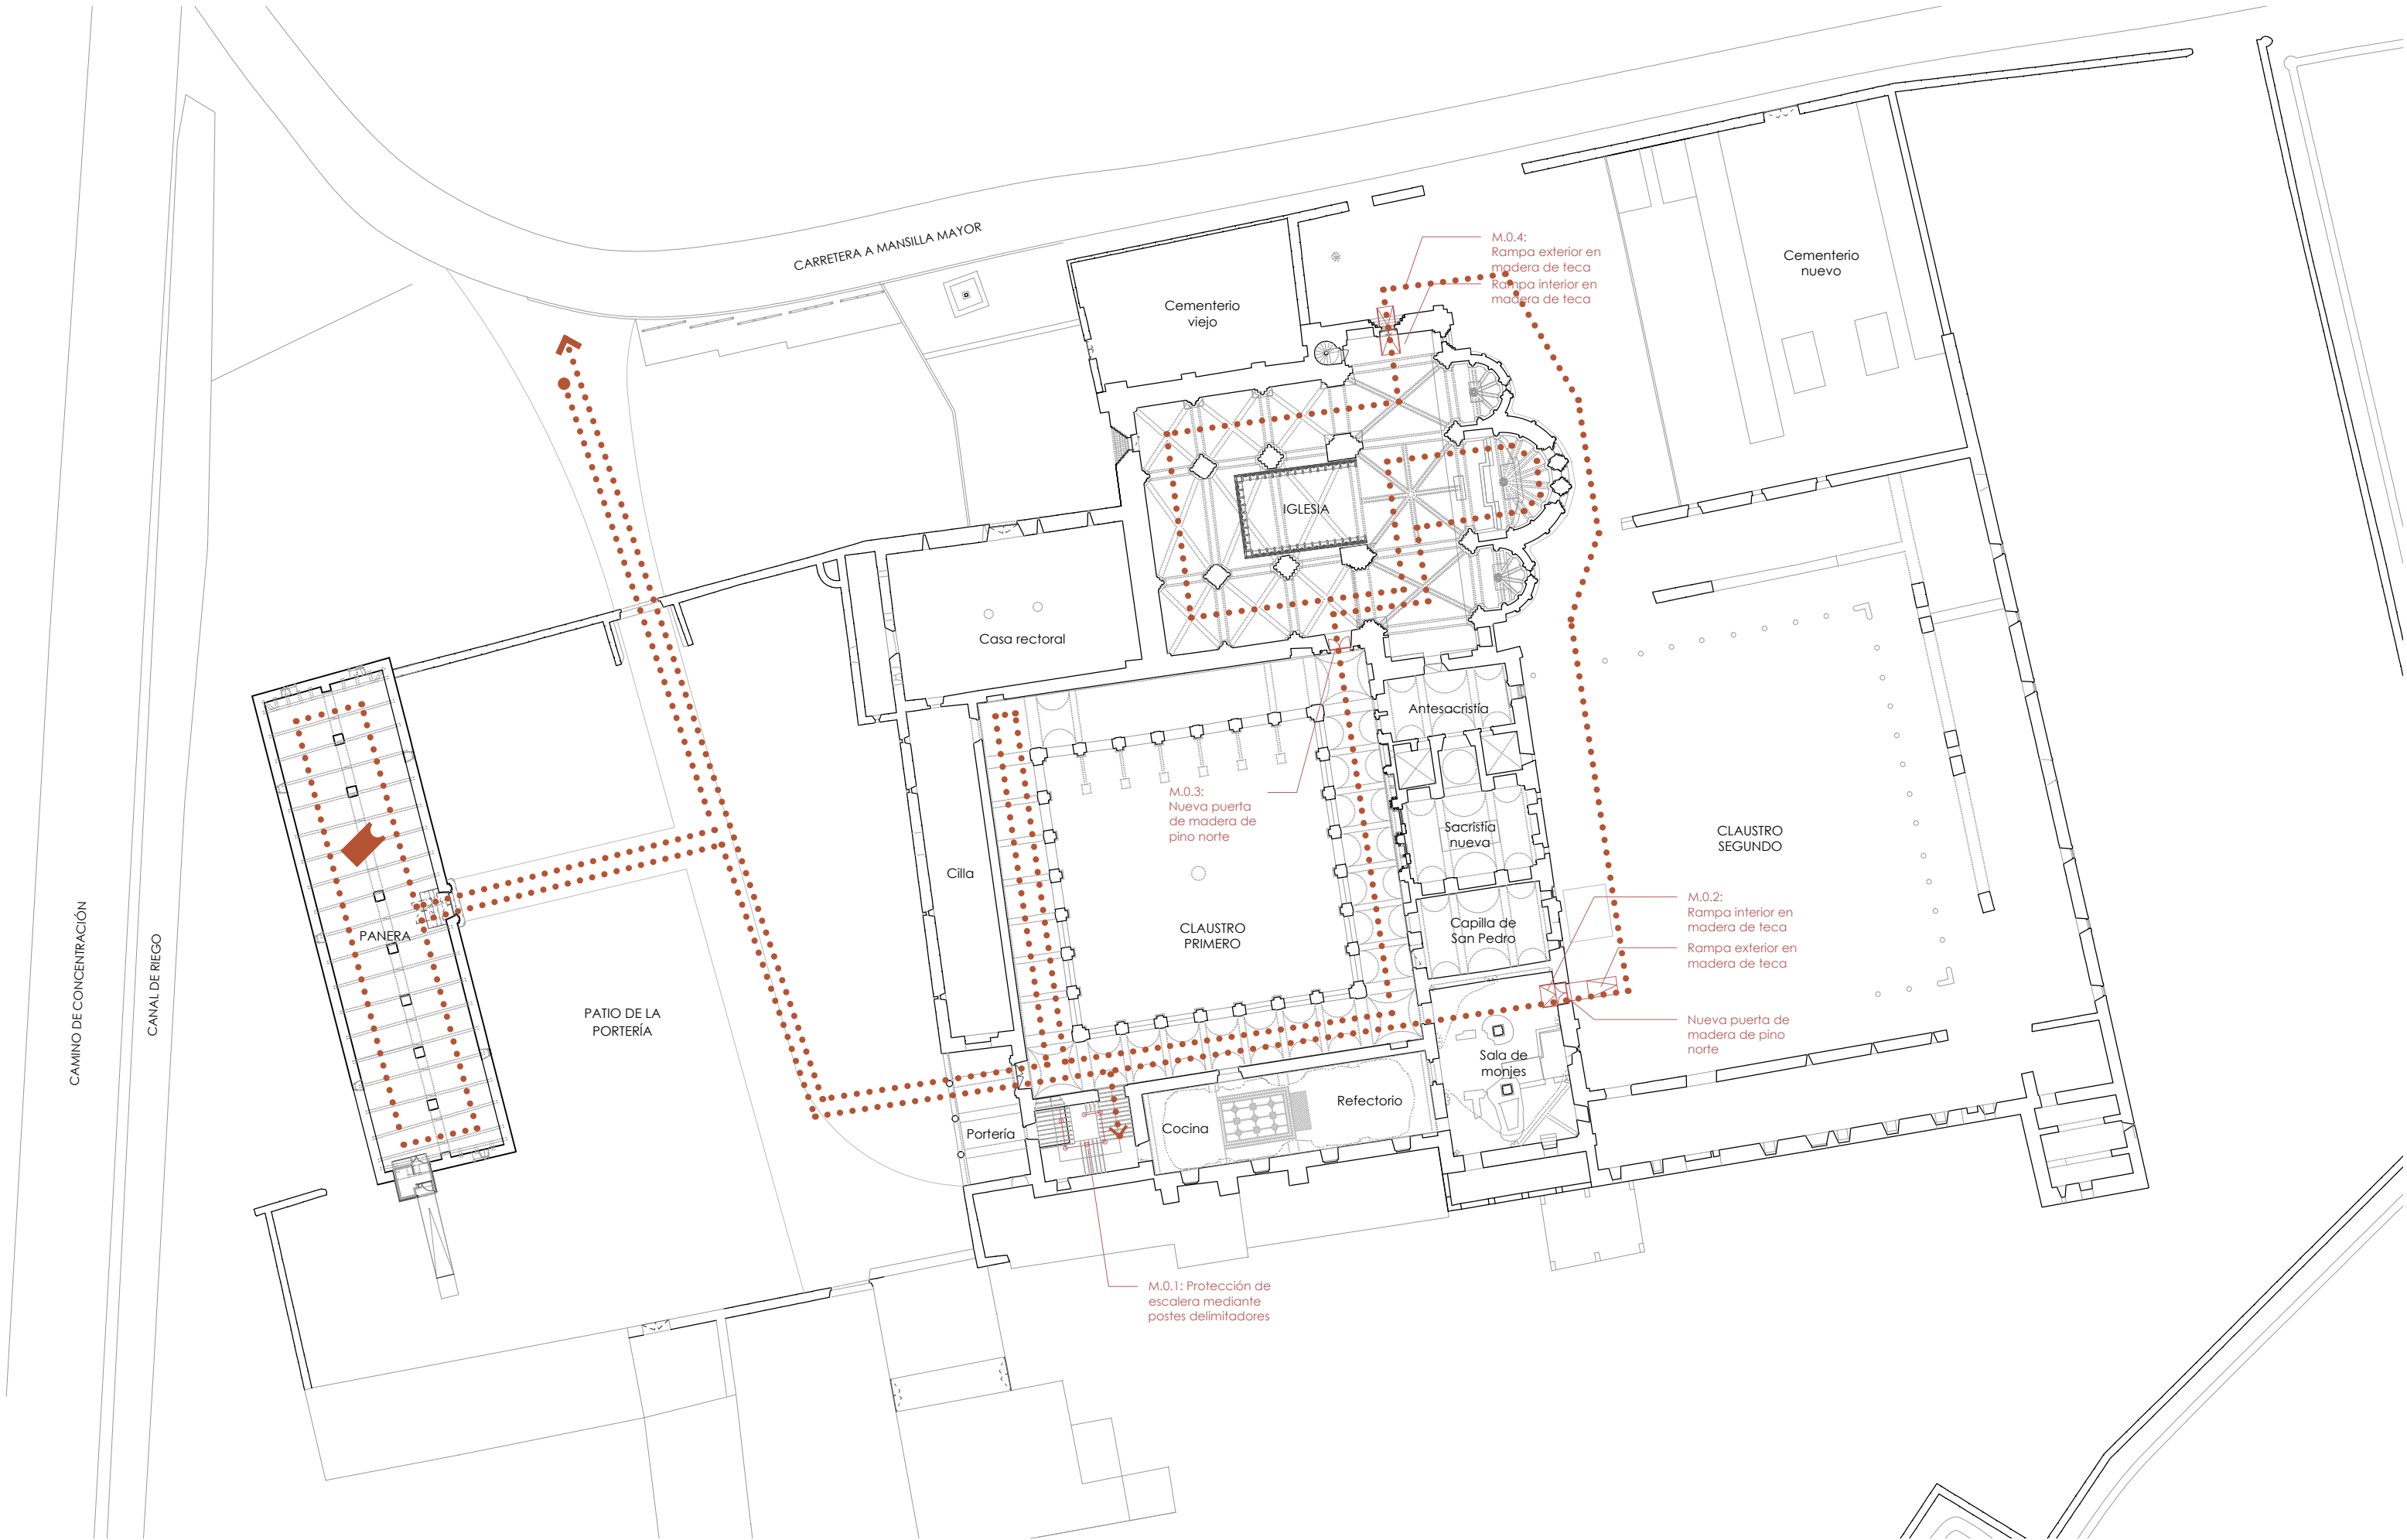 CARRETERA A MANSILLA MAYOR
M.0.4:
Rampa exterior en
madera de teca
Rampa interior en
madera de teca
Cementerio
nuevo
Cementerio
viejo
IGLESIA
Casa rectoral
Antesacristía
M.0.3:
Nueva puerta
de madera de
pino norte
Sacristía
nueva
CLAUSTRO
SEGUNDO
Cilla
M.0.2:
Rampa interior en
madera de teca
Rampa exterior en
madera de teca
Nueva puerta de
madera de pino
norte
Capilla de
San Pedro
CLAUSTRO
PRIMERO
PANERA
CAMINO DE CONCENTRACIÓN
CANAL DE RIEGO
PATIO DE LA
PORTERÍA
Sala de
monjes
Refectorio
Cocina
Portería
M.0.1: Protección de
escalera mediante
postes delimitadores